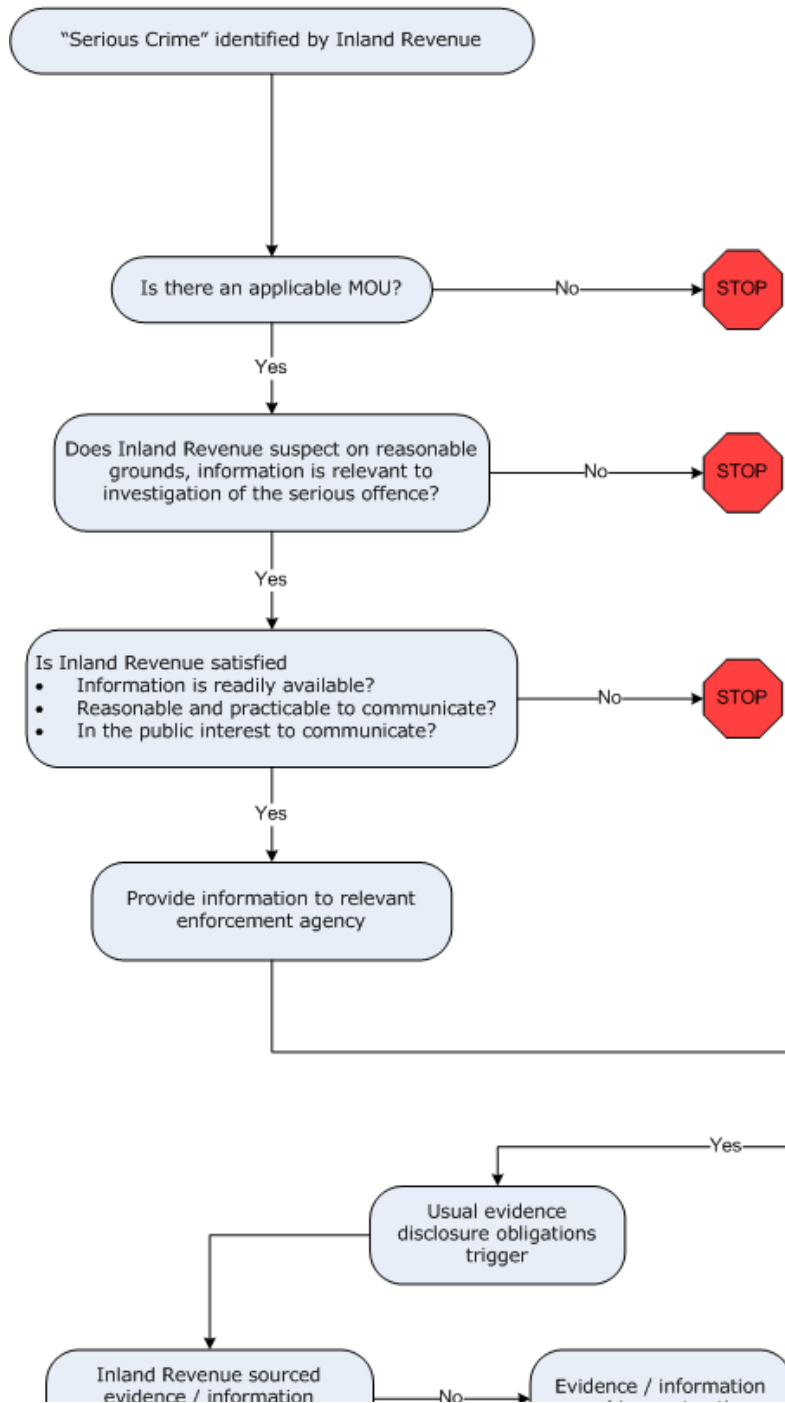 “Serious Crime” identified by Inland Revenue
Is there an applicable MOU?
No
STOP
Yes
Does Inland Revenue suspect on reasonable
grounds, information is relevant to
investigation of the serious offence?
No
STOP
Yes
Is Inland Revenue satisfied
• Information is readily available?
• Reasonable and practicable to communicate?
• In the public interest to communicate?
No
STOP
Yes
Provide information to relevant
enforcement agency
Yes
Usual evidence
disclosure obligations
trigger
Inland Revenue sourced
evidence / information
No
Evidence / information